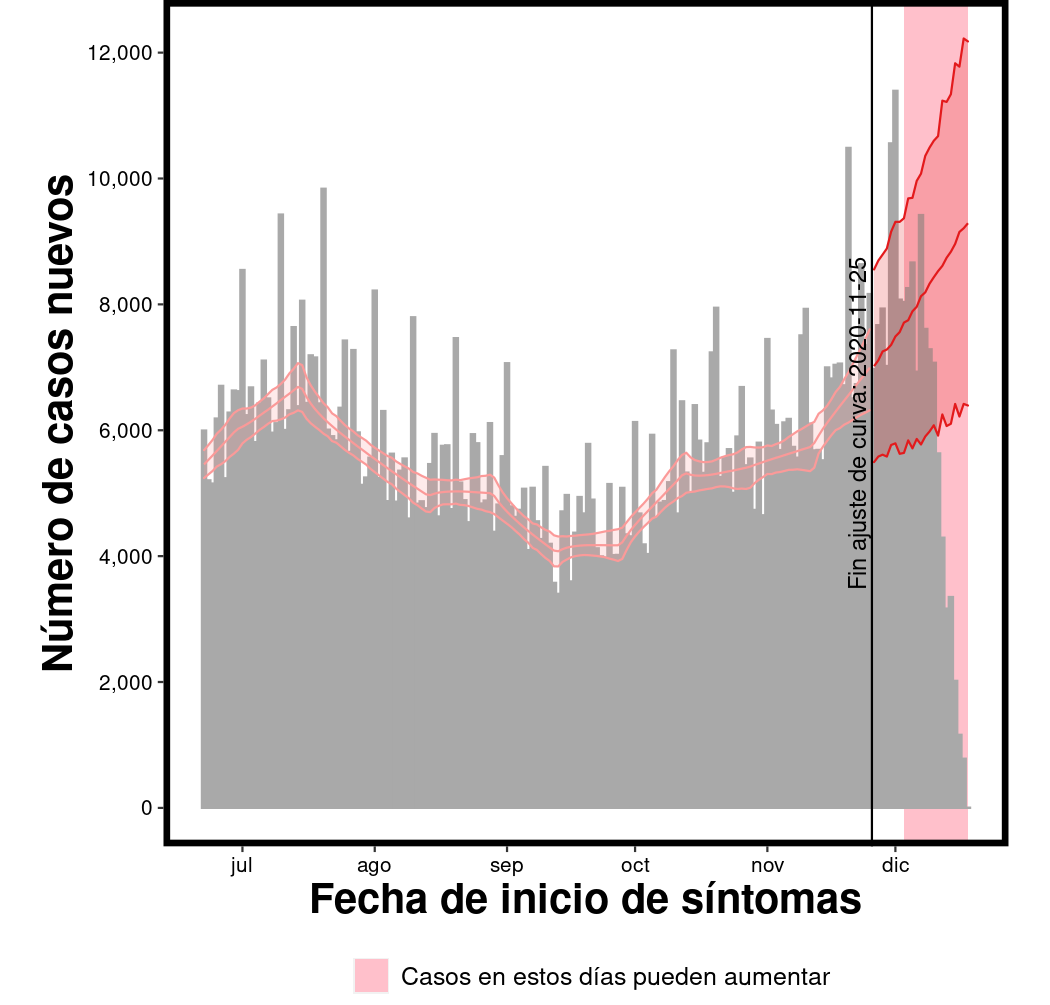 Número de casos nuevos
12,000
10,000
8,000
6,000
4,000
2,000
0
Fin ajuste de curva: 2020-11-25
jul ago sep oct nov dic
Fecha de inicio de síntomas
Casos en estos días pueden aumentar